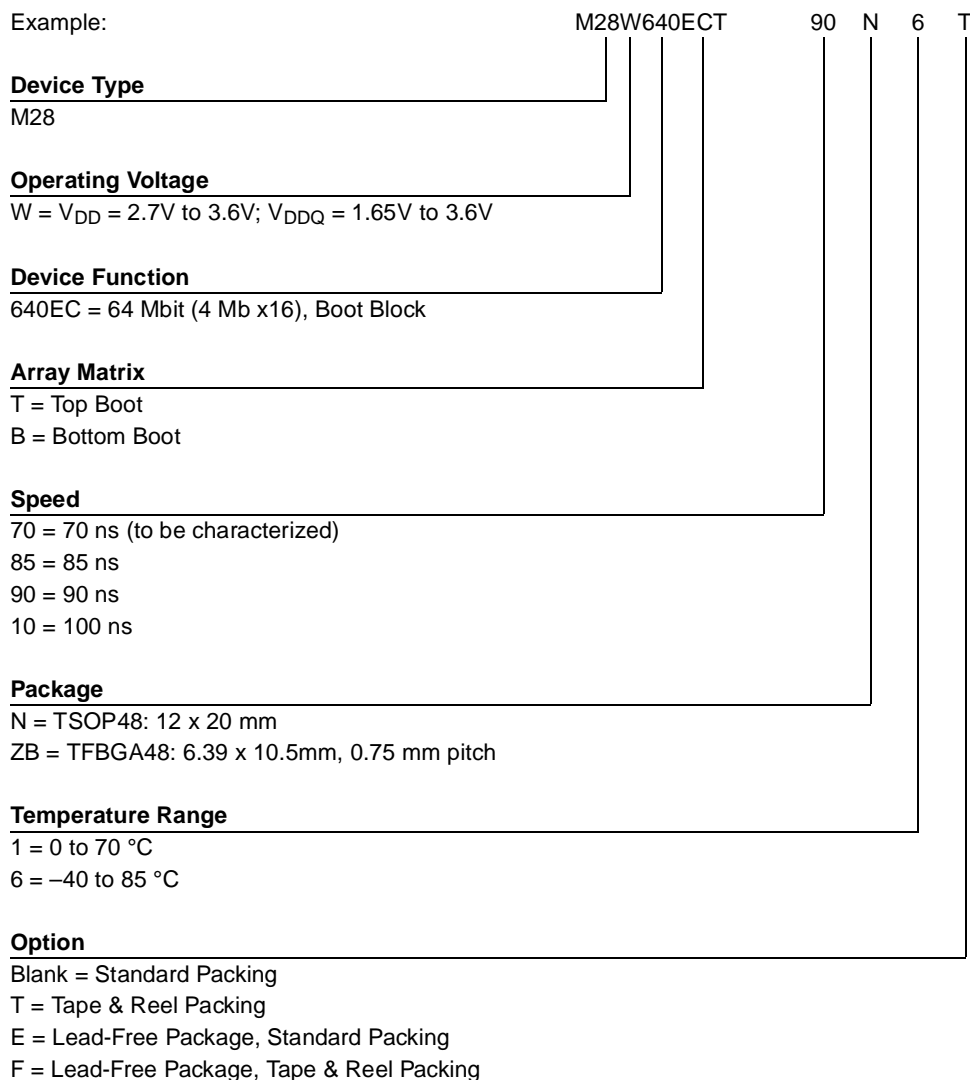 Example: M28W640ECT 90 N 6 T
Device Type
M28
Operating Voltage
W = VDD = 2.7V to 3.6V; VDDQ = 1.65V to 3.6V
Device Function
640EC = 64 Mbit (4 Mb x16), Boot Block
Array Matrix
T = Top Boot
B = Bottom Boot
Speed
70 = 70 ns (to be characterized)
85 = 85 ns
90 = 90 ns
10 = 100 ns
Package
N = TSOP48: 12 x 20 mm
ZB = TFBGA48: 6.39 x 10.5mm, 0.75 mm pitch
Temperature Range
1 = 0 to 70 °C
6 = –40 to 85 °C
Option
Blank = Standard Packing
T = Tape & Reel Packing
E = Lead-Free Package, Standard Packing
F = Lead-Free Package, Tape & Reel Packing